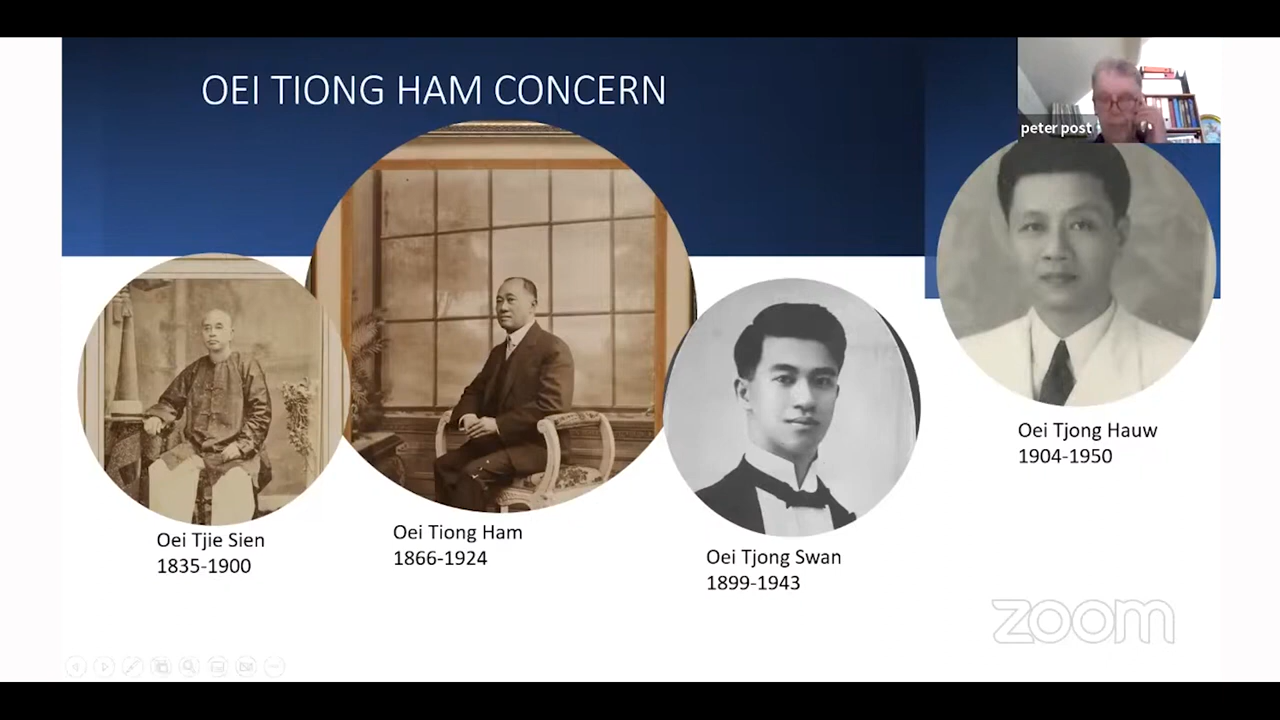 OEI TIONG HAM CONCERN
peter post
Oei Tjong Hauw
1904-1950
Oei Tjie Sien
1835-1900
Oei Tiong Ham
1866-1924
Oei Tjong Swan
1899-1943
zoom